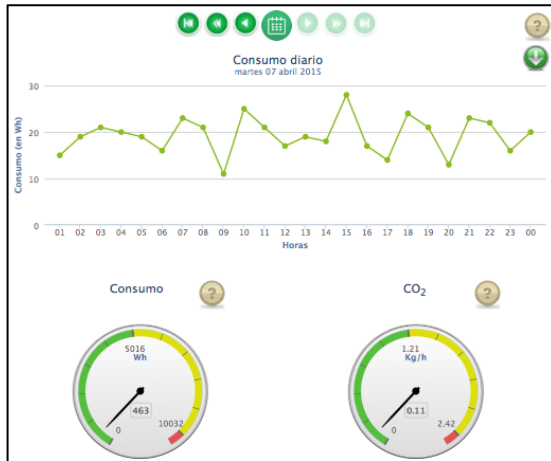 ?
Consumo diario
martes 07 abril 2015
Consumo (en Wh)
30
20
10
0
01 02 03 04 05 06 07 08 09 10 11 12 13 14 15 16 17 18 19 20 21 22 23 00
Horas
Consumo ?
5016
Wh
463
0 10032
CO2 ?
1.21
Kg/h
0.11
0 2.42